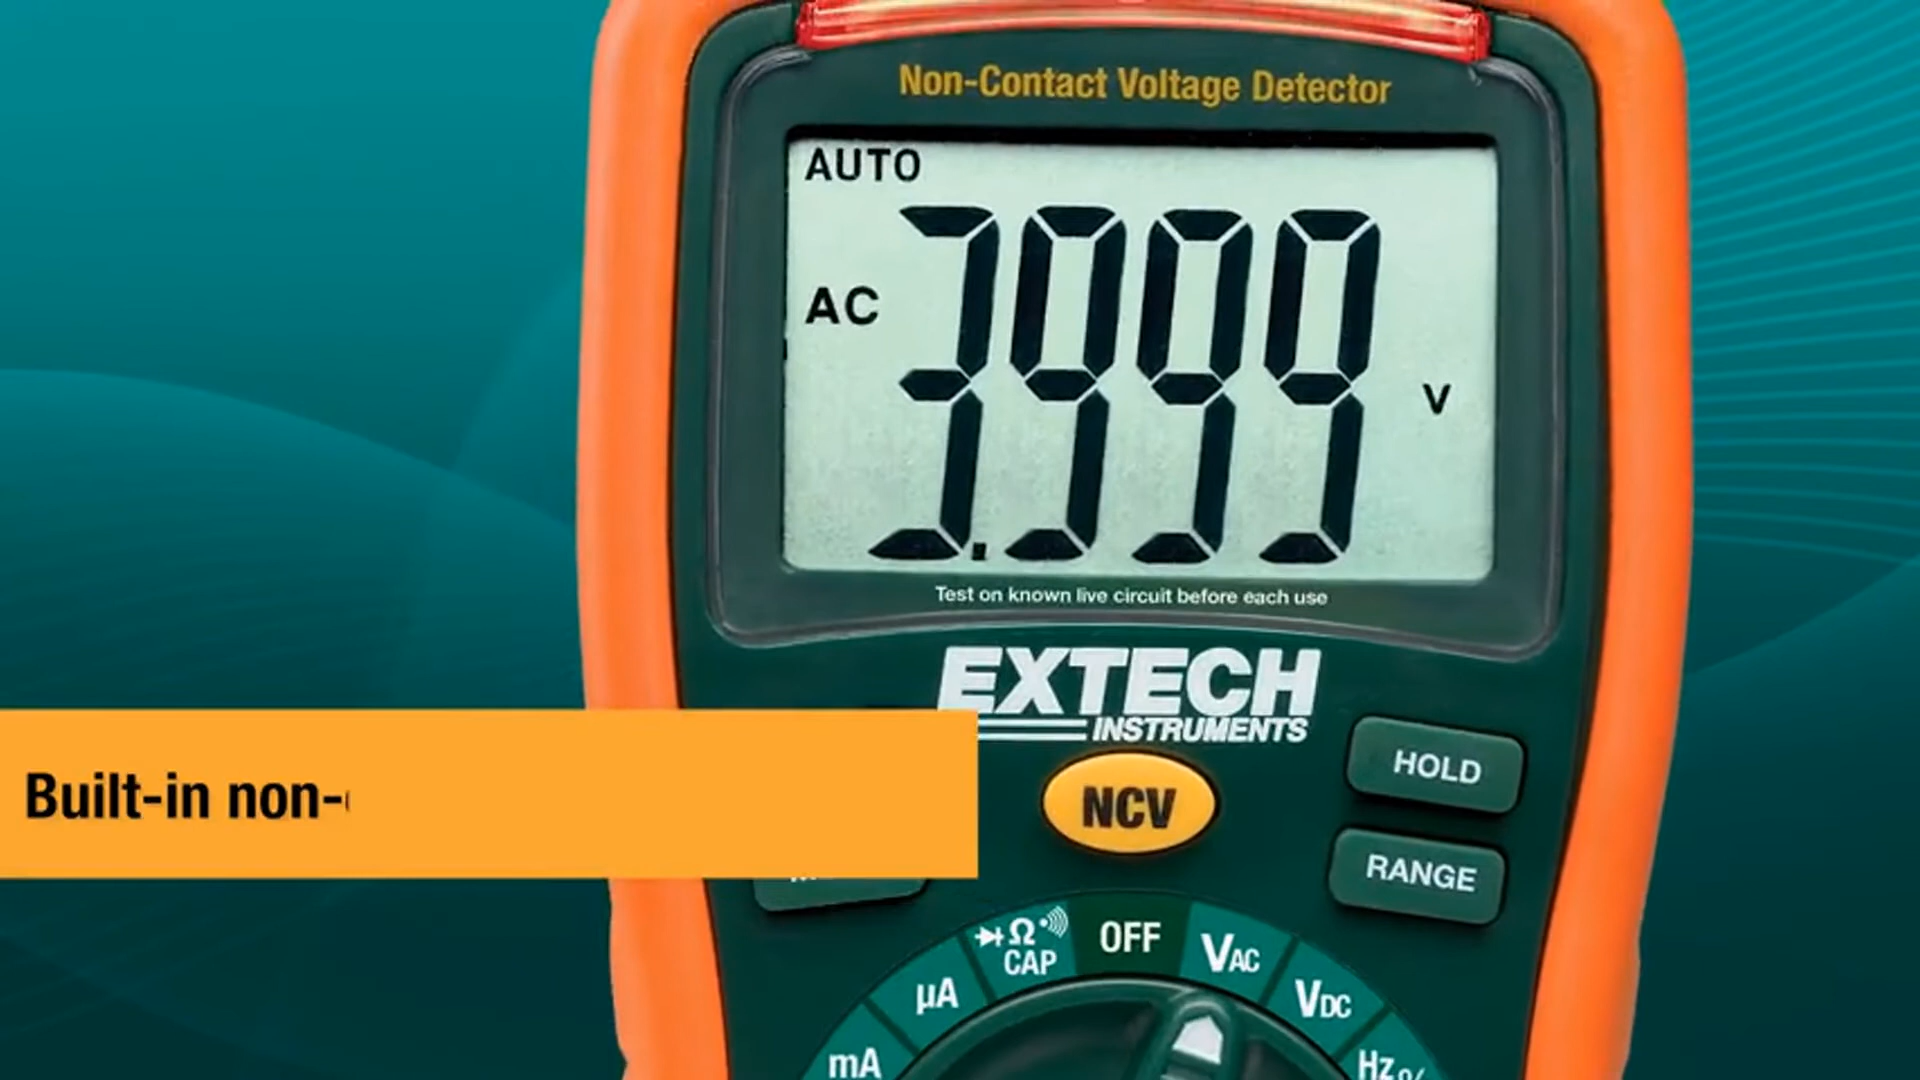 Non-Contact Voltage Detector
AUTO
AC
3.999
V
Test on known live circuit before each use
EXTECH
INSTRUMENTS
Built-in non-
NCV
HOLD
RANGE
Ω
CAP
OFF
VAC
µA
VDC
mA
Hz%